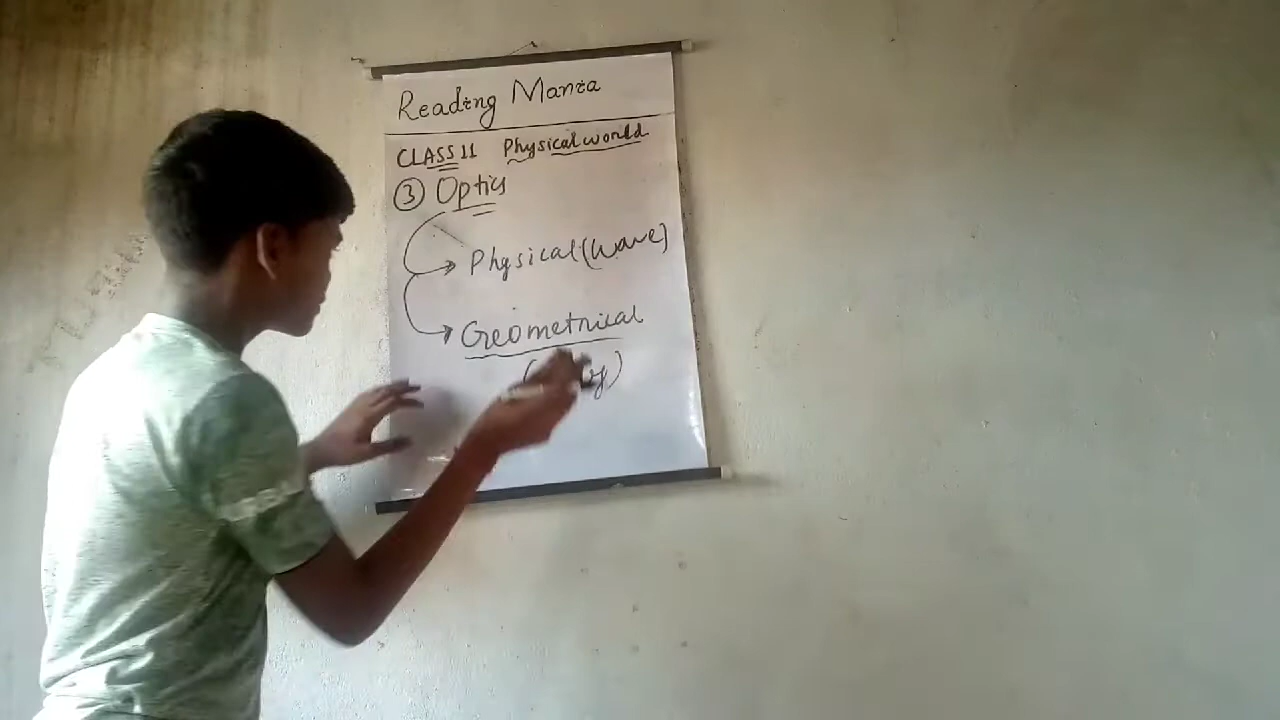 Reading Mania
CLASS 11 Physical world
③ Optics
Physical (wave)
Geometrical